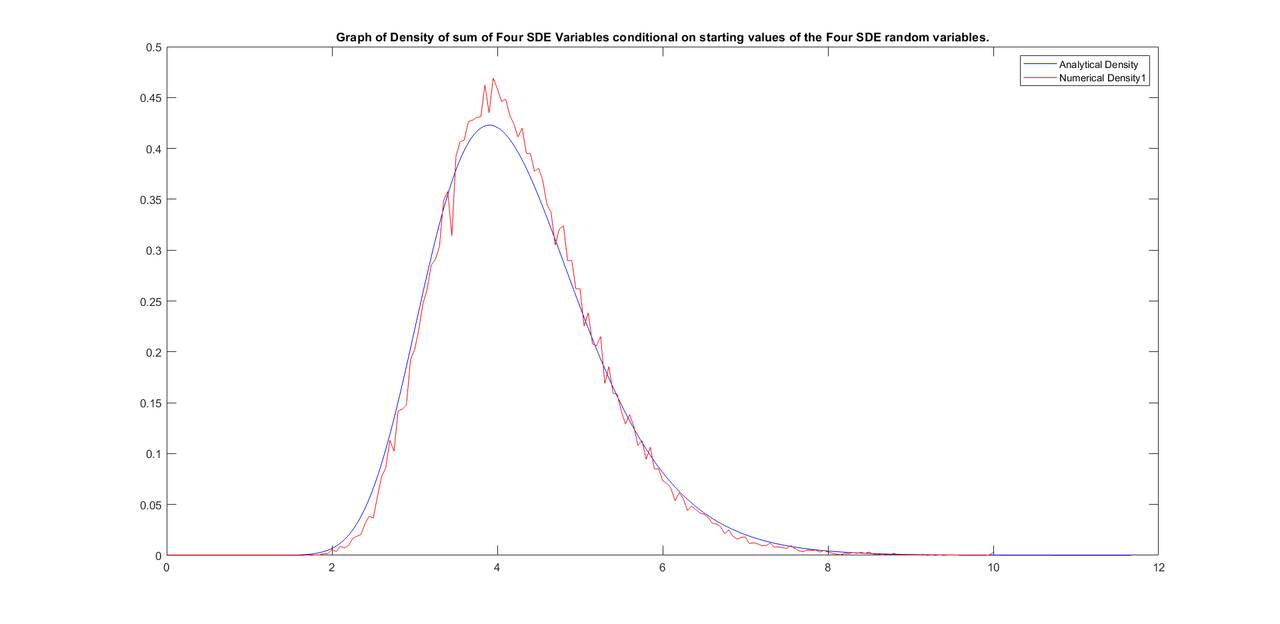 Graph of Density of sum of Four SDE Variables conditional on starting values of the Four SDE random variables.
Analytical Density
Numerical Density1
0.5
0.45
0.4
0.35
0.3
0.25
0.2
0.15
0.1
0.05
0
0 2 4 6 8 10 12